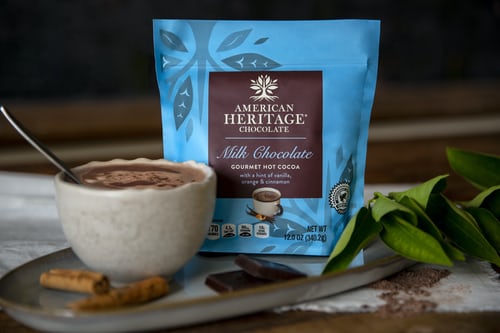 AMERICAN
HERITAGE®
CHOCOLATE
Milk Chocolate
GOURMET HOT COCOA
with a hint of vanilla,
orange & cinnamon
70
NET WT
12.0 OZ (340.2g)